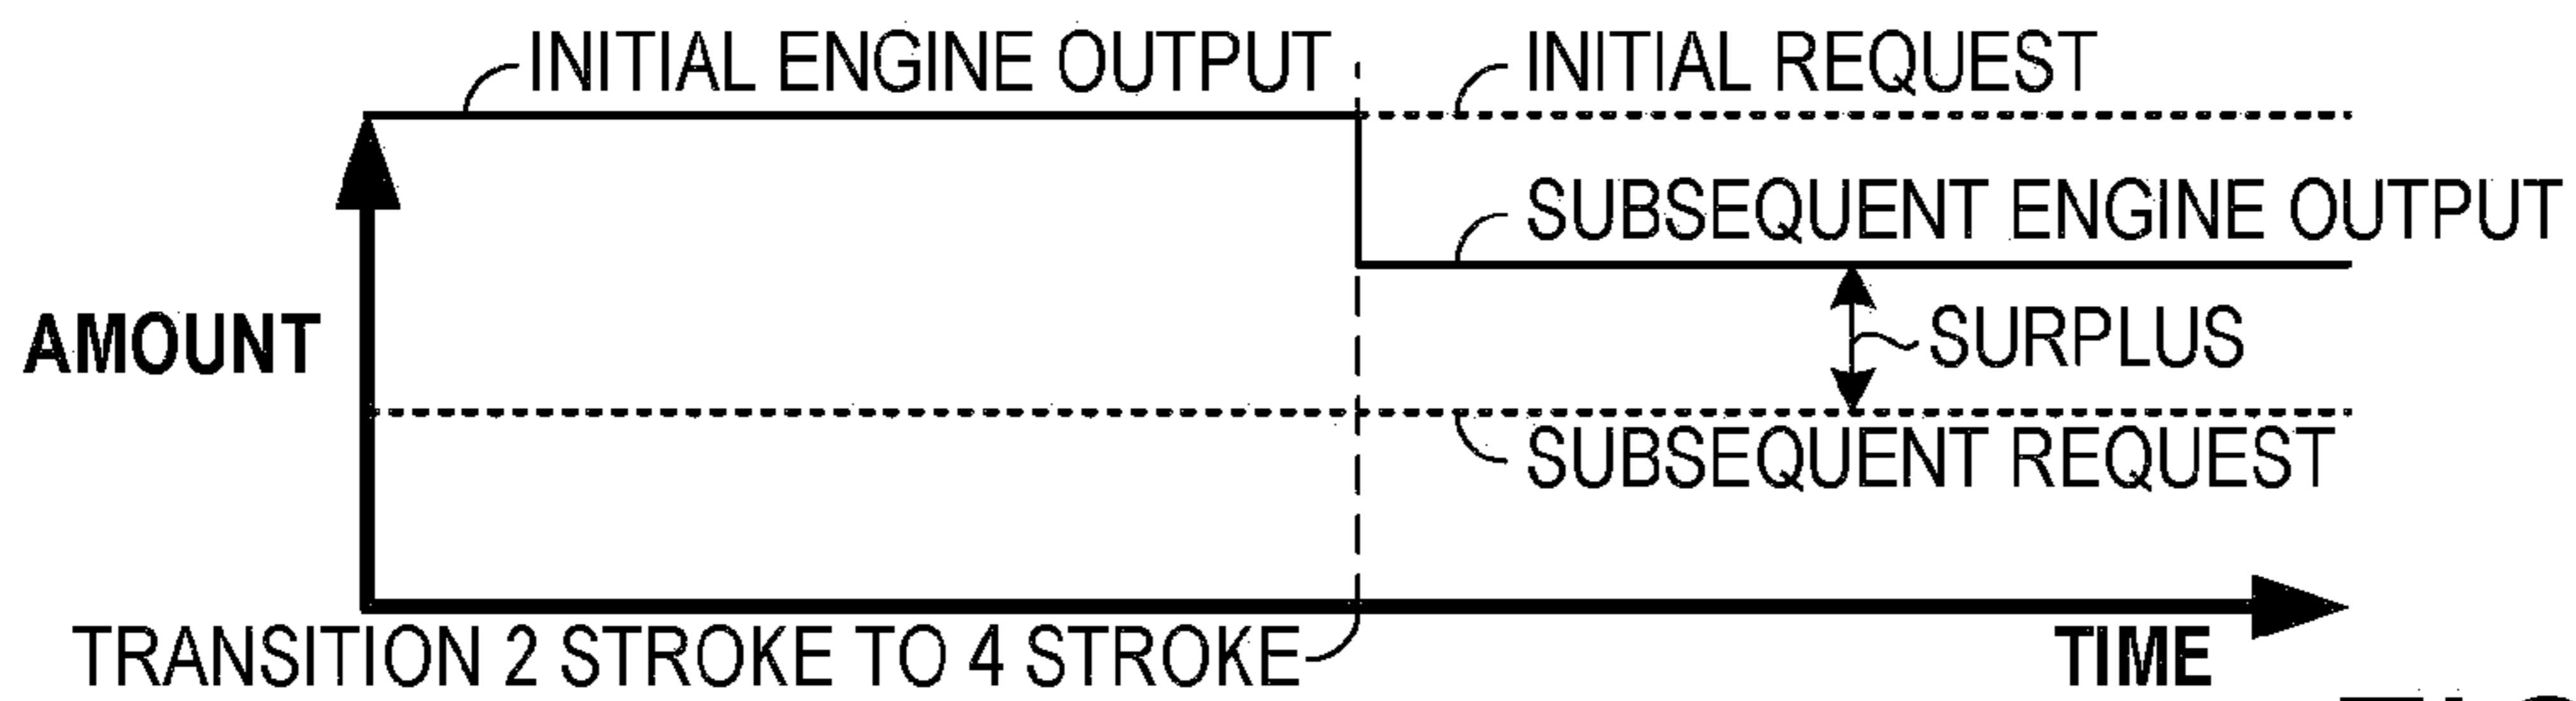 INITIAL ENGINE OUTPUT
INITIAL REQUEST
SUBSEQUENT ENGINE OUTPUT
AMOUNT
SURPLUS
SUBSEQUENT REQUEST
TRANSITION 2 STROKE TO 4 STROKE
TIME